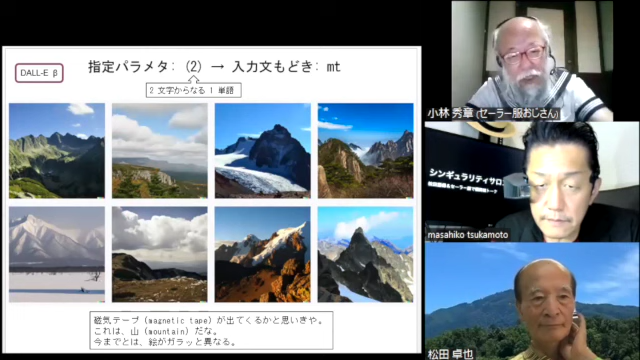 DALL-E β
指定パラメタ: (2) → 入力文もどき: mt
2 文字からなる 1 単語
磁気テープ (magnetic tape) が出てくるかと思いきや。
これは、山 (mountain) だな。
今までとは、絵がガラッと異なる。
小林 秀章 (セーラー服おじさん)
シンギュラリティサロ
masahiko tsukamoto
松田 卓也